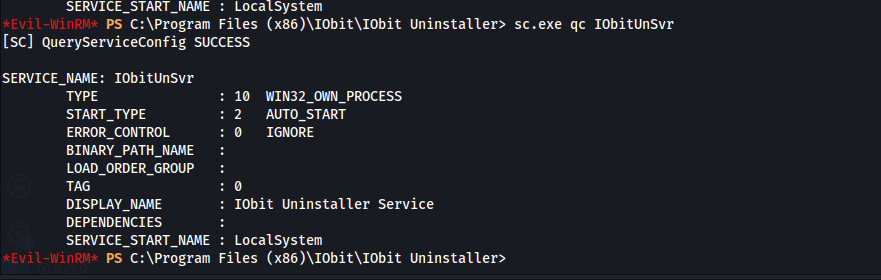 SERVICE_START_NAME : LocalSystem
*Evil-WinRM* PS C:\Program Files (x86)\IObit\IObit Uninstaller> sc.exe qc IObitUnSvr
[SC] QueryServiceConfig SUCCESS
SERVICE_NAME: IObitUnSvr
TYPE : 10 WIN32_OWN_PROCESS
START_TYPE : 2 AUTO_START
ERROR_CONTROL : 0 IGNORE
BINARY_PATH_NAME :
LOAD_ORDER_GROUP :
TAG : 0
DISPLAY_NAME : IObit Uninstaller Service
DEPENDENCIES :
SERVICE_START_NAME : LocalSystem
*Evil-WinRM* PS C:\Program Files (x86)\IObit\IObit Uninstaller>